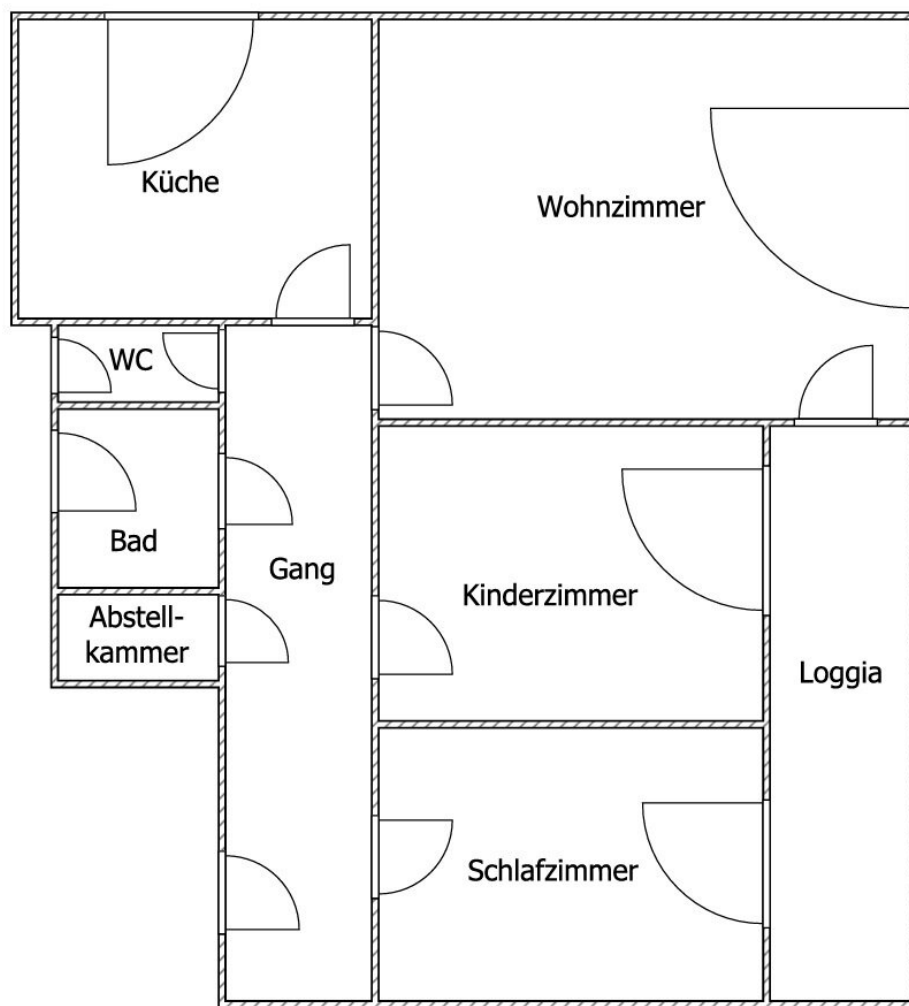 Küche
Wohnzimmer
WC
Bad
Gang
Kinderzimmer
Abstell-
kammer
Loggia
Schlafzimmer